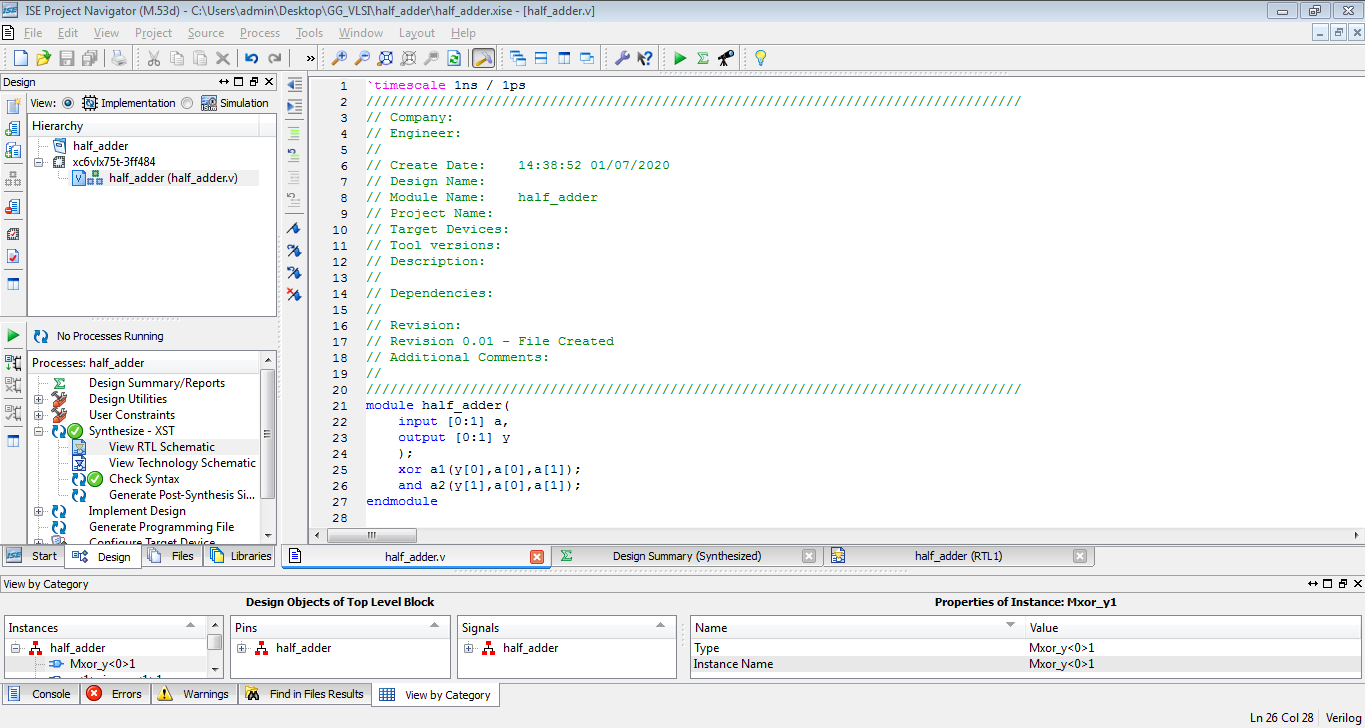 ISE Project Navigator (M.53d) - C:\Users\admin\Desktop\GG_VLSI\half_adder\half_adder.xise - [half_adder.v]
File Edit View Project Source Process Tools Window Layout Help
Design
View: Implementation Simulation
Hierarchy
half_adder
xc6vlx75t-3ff484
half_adder (half_adder.v)
No Processes Running
Processes: half_adder
Design Summary/Reports
Design Utilities
User Constraints
Synthesize - XST
View RTL Schematic
View Technology Schematic
Check Syntax
Generate Post-Synthesis Si...
Implement Design
Generate Programming File
Configure Target Device
Start Design Files Libraries
1 `timescale 1ns / 1ps
2 //////////////////////////////////////////////////////////////////////////////////
3 // Company:
4 // Engineer:
5 //
6 // Create Date:    14:38:52 01/07/2020
7 // Design Name:
8 // Module Name:    half_adder
9 // Project Name:
10 // Target Devices:
11 // Tool versions:
12 // Description:
13 //
14 // Dependencies:
15 //
16 // Revision:
17 // Revision 0.01 - File Created
18 // Additional Comments:
19 //
20 //////////////////////////////////////////////////////////////////////////////////
21 module half_adder(
22     input [0:1] a,
23     output [0:1] y
24     );
25     xor a1(y[0],a[0],a[1]);
26     and a2(y[1],a[0],a[1]);
27 endmodule
28
half_adder.v Design Summary (Synthesized) half_adder (RTL1)
View by Category
Design Objects of Top Level Block Properties of Instance: Mxor_y1
Instances Pins Signals Name Value
half_adder half_adder half_adder Type Mxor_y<0>1
Mxor_y<0>1 Instance Name Mxor_y<0>1
Console Errors Warnings Find in Files Results View by Category
Ln 26 Col 28 Verilog